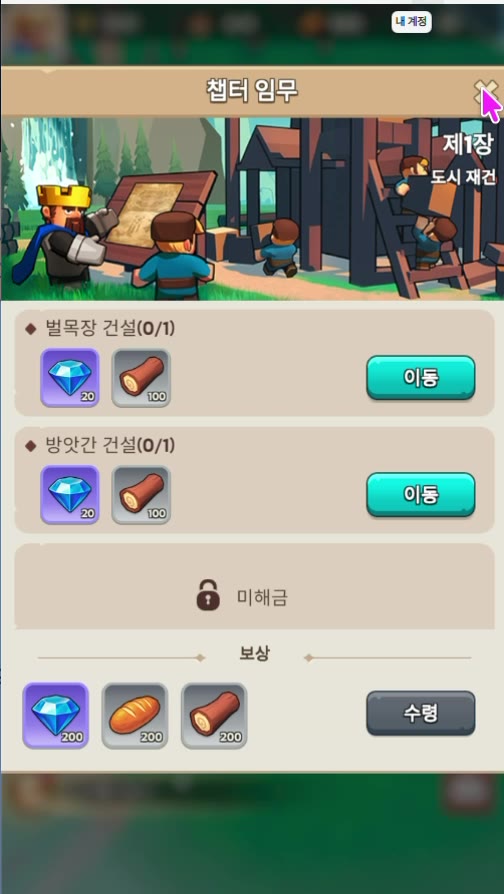 내 계정
챕터 임무
제1장
도시 재건
벌목장 건설(0/1)
20
100
이동
방앗간 건설(0/1)
20
100
이동
미해금
보상
200
200
200
수령